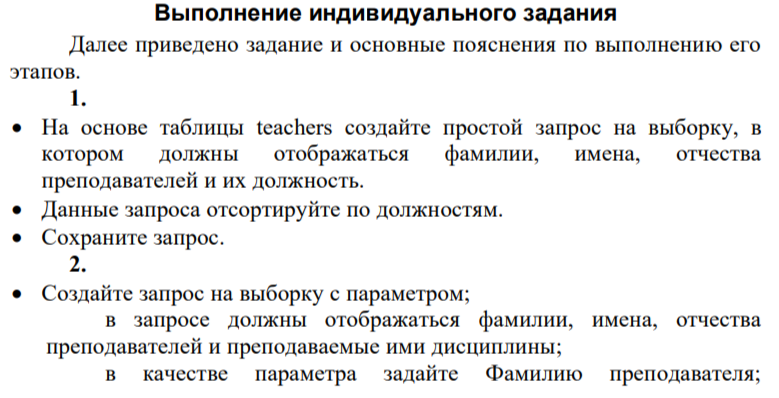 Выполнение индивидуального задания
Далее приведено задание и основные пояснения по выполнению его
этапов.
1.
• На основе таблицы teachers создайте простой запрос на выборку, в
котором должны отображаться фамилии, имена, отчества
преподавателей и их должность.
• Данные запроса отсортируйте по должностям.
• Сохраните запрос.
2.
• Создайте запрос на выборку с параметром;
в запросе должны отображаться фамилии, имена, отчества
преподавателей и преподаваемые ими дисциплины;
в качестве параметра задайте Фамилию преподавателя;